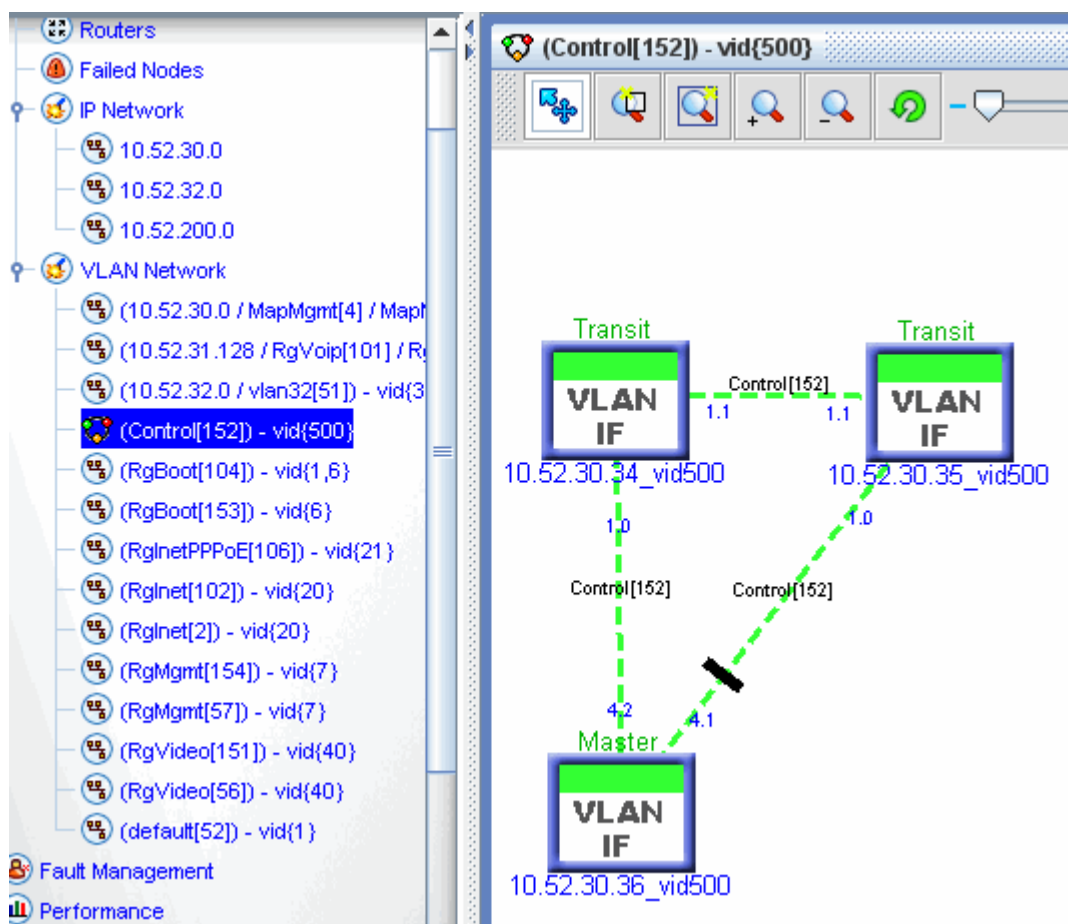 Routers
Failed Nodes
IP Network
10.52.30.0
10.52.32.0
10.52.200.0
VLAN Network
(10.52.30.0 / MapMgmt[4] /
(10.52.31.128 / RgVoip[101] /
(10.52.32.0 / vlan32[51]) - vid{3
(Control[152]) - vid{500}
(RgBoot[104]) - vid{1,6}
(RgBoot[153]) - vid{6}
(RgInetPPPoE[106]) - vid{21}
(RgInet[102]) - vid{20}
(RgInet[2]) - vid{20}
(RgMgmt[154]) - vid{7}
(RgMgmt[57]) - vid{7}
(RgVideo[151]) - vid{40}
(RgVideo[56]) - vid{40}
(default[52]) - vid{1}
Fault Management
Performance
(Control[152]) - vid{500}
Transit
Transit
VLAN
IF
Control[152]
1.1
1.1
VLAN
IF
10.52.30.34_vid500
10.52.30.35_vid500
1.0
1.0
Control[152]
Control[152]
4.2
4.1
Master
VLAN
IF
10.52.30.36_vid500